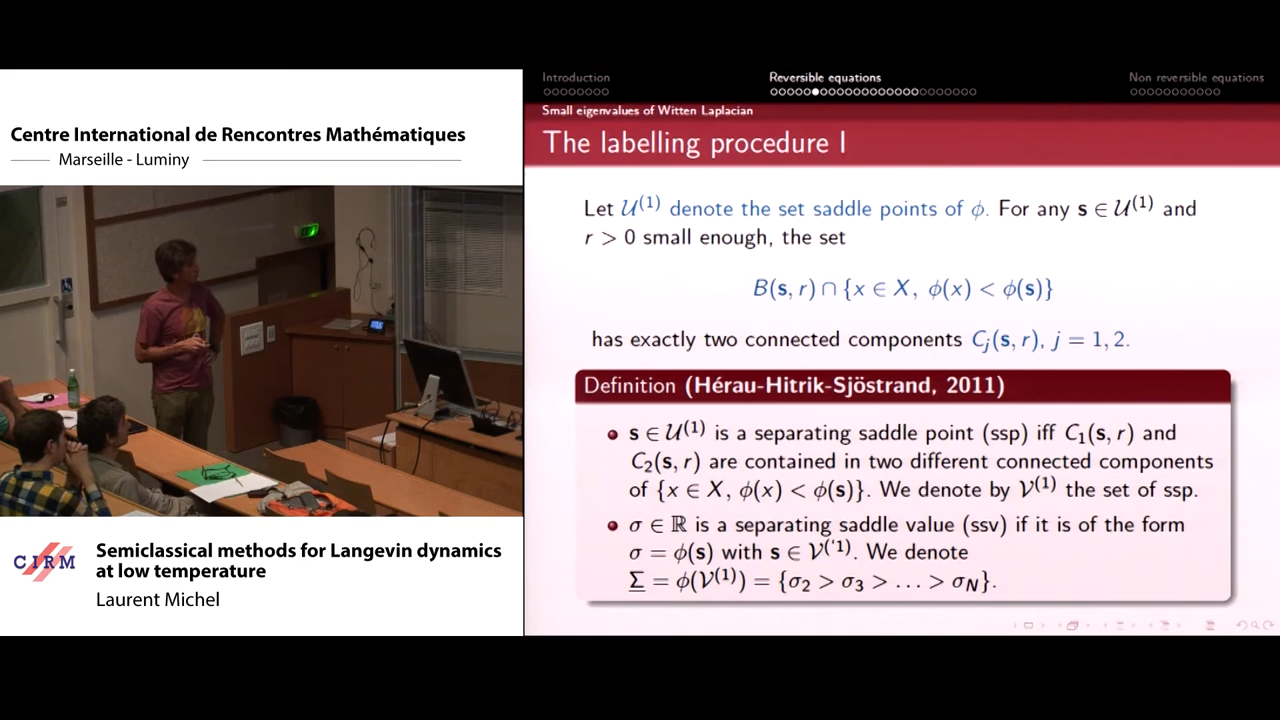 Centre International de Rencontres Mathématiques
Marseille - Luminy
Semiclassical methods for Langevin dynamics
at low temperature
Laurent Michel
CIRM
Introduction
Reversible equations
Non reversible equations
Small eigenvalues of Witten Laplacian
The labelling procedure I
Let 𝒰⁽¹⁾ denote the set saddle points of ϕ. For any s ∈ 𝒰⁽¹⁾ and
r > 0 small enough, the set
B(s, r) ∩ {x ∈ X, ϕ(x) < ϕ(s)}
has exactly two connected components Cⱼ(s, r), j = 1, 2.
Definition (Hérau-Hitrik-Sjöstrand, 2011)
s ∈ 𝒰⁽¹⁾ is a separating saddle point (ssp) iff C₁(s, r) and
C₂(s, r) are contained in two different connected components
of {x ∈ X, ϕ(x) < ϕ(s)}. We denote by 𝒱⁽¹⁾ the set of ssp.
σ ∈ ℝ is a separating saddle value (ssv) if it is of the form
σ = ϕ(s) with s ∈ 𝒱⁽¹⁾. We denote
Σ = ϕ(𝒱⁽¹⁾) = {σ₂ > σ₃ > … > σ_N}.